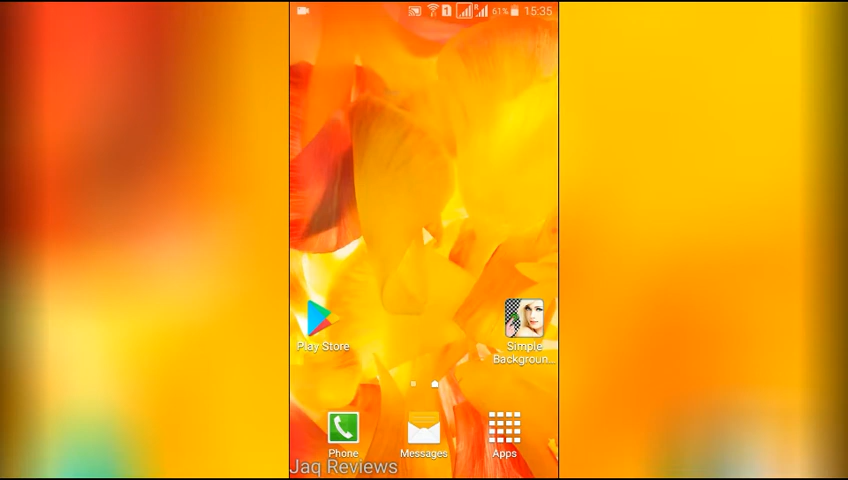 61% 15:35
Play Store
Simple
Backgroun...
Phone
Messages
Apps
Jaq Reviews